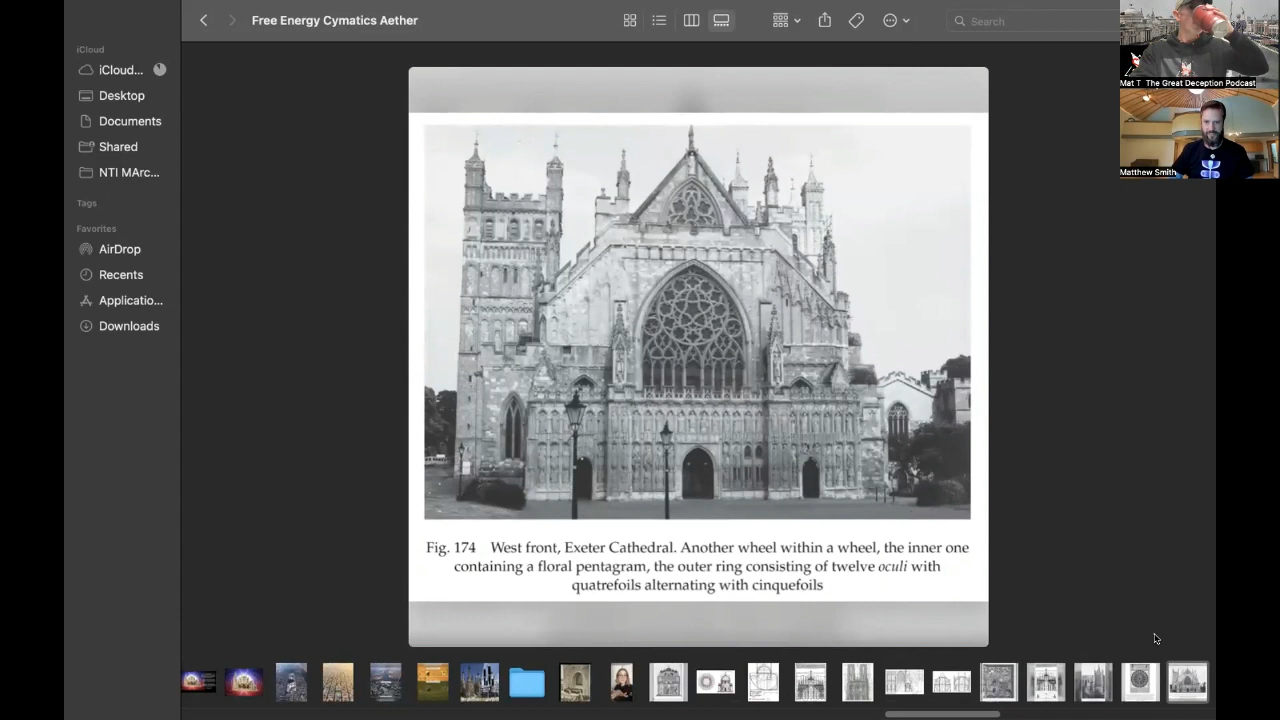 Free Energy Cymatics Aether
Search
iCloud
iCloud...
Desktop
Documents
Shared
NTI MArc...
Tags
Favorites
AirDrop
Recents
Applicatio...
Downloads
Mat T The Great Deception Podcast
Matthew Smith
Fig. 174 West front, Exeter Cathedral. Another wheel within a wheel, the inner one
containing a floral pentagram, the outer ring consisting of twelve oculi with
quatrefoils alternating with cinquefoils